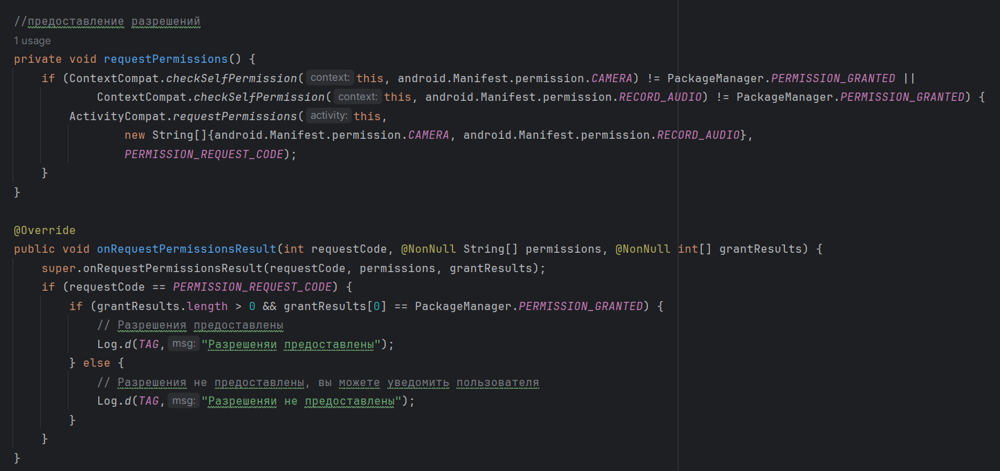 //предоставление разрешений
1 usage
private void requestPermissions() {
if (ContextCompat.checkSelfPermission( context: this, android.Manifest.permission.CAMERA) != PackageManager.PERMISSION_GRANTED ||
ContextCompat.checkSelfPermission( context: this, android.Manifest.permission.RECORD_AUDIO) != PackageManager.PERMISSION_GRANTED) {
ActivityCompat.requestPermissions( activity: this,
new String[]{android.Manifest.permission.CAMERA, android.Manifest.permission.RECORD_AUDIO},
PERMISSION_REQUEST_CODE);
}
}
@Override
public void onRequestPermissionsResult(int requestCode, @NonNull String[] permissions, @NonNull int[] grantResults) {
super.onRequestPermissionsResult(requestCode, permissions, grantResults);
if (requestCode == PERMISSION_REQUEST_CODE) {
if (grantResults.length > 0 && grantResults[0] == PackageManager.PERMISSION_GRANTED) {
// Разрешения предоставлены
Log.d(TAG, msg: "Разрешеняи предоставлены");
} else {
// Разрешения не предоставлены, вы можете уведомить пользователя
Log.d(TAG, msg: "Разрешеняи не предоставлены");
}
}
}